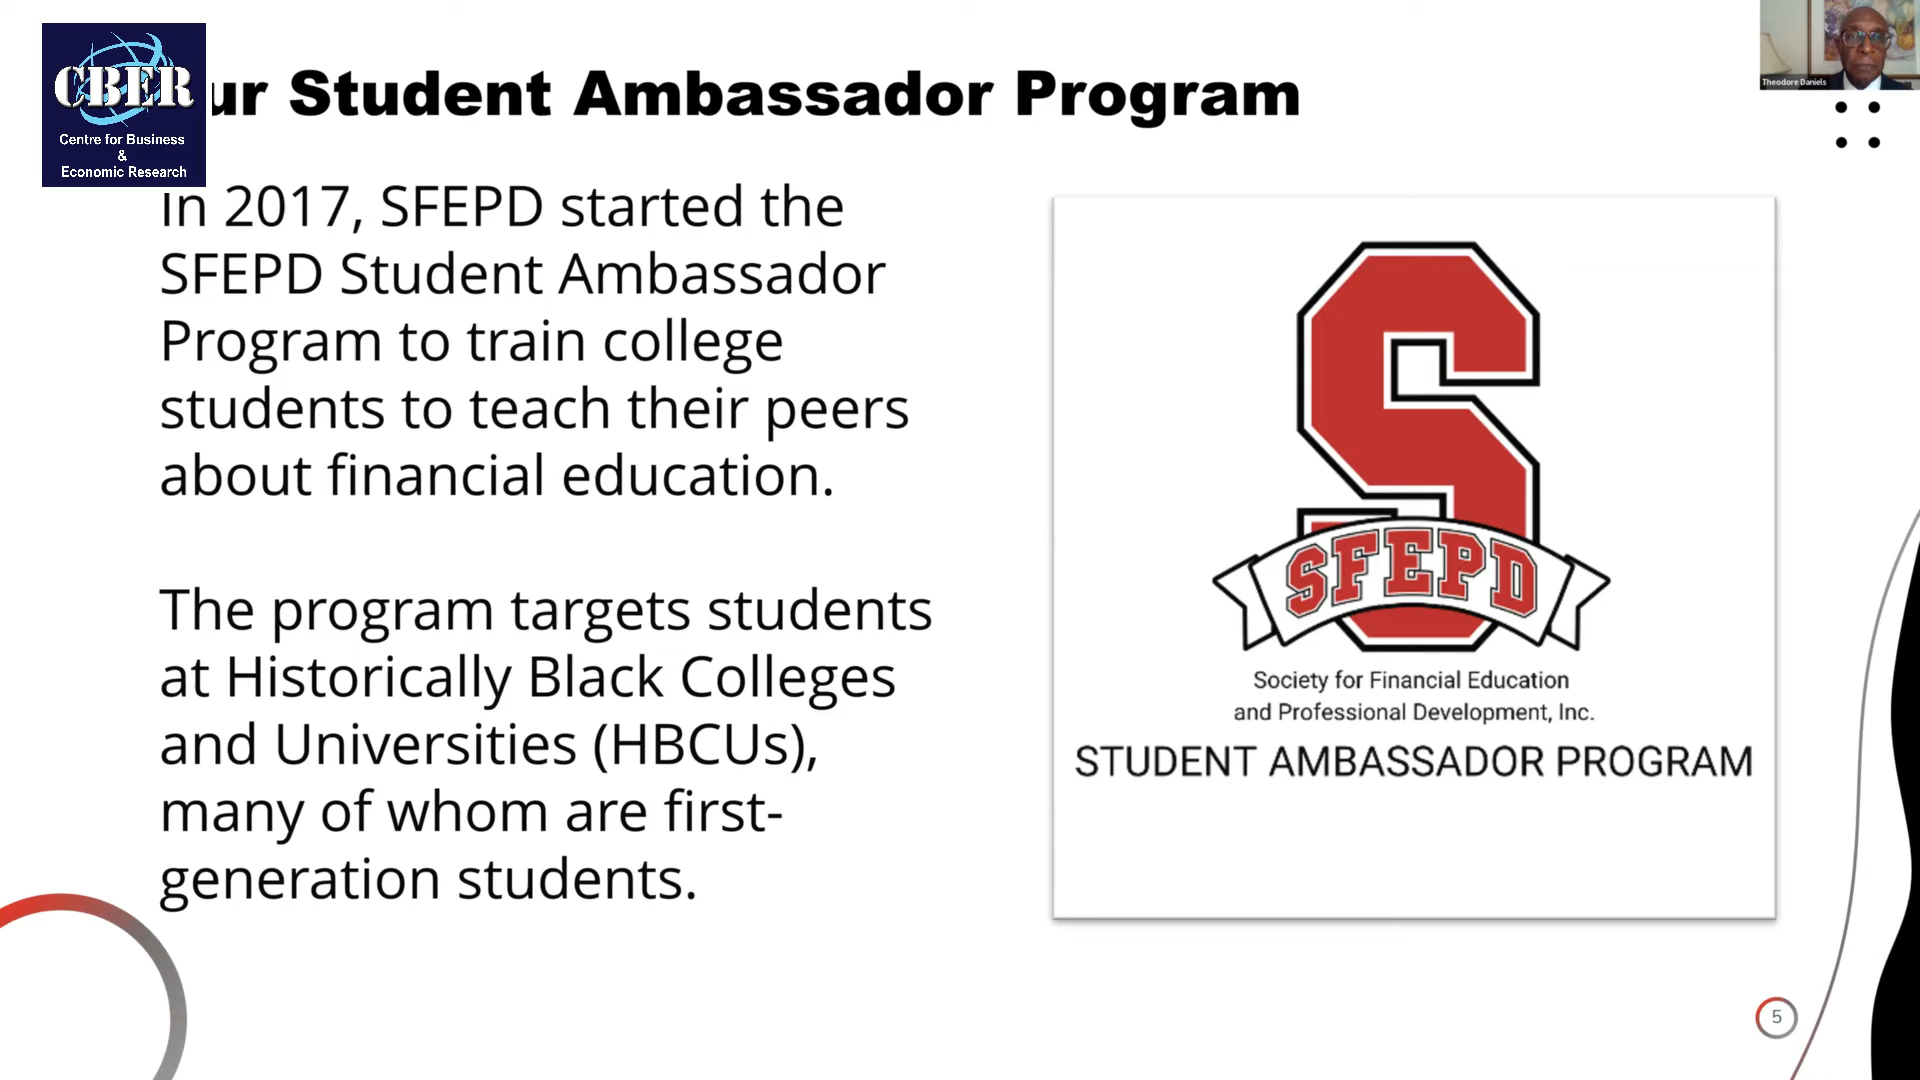 CBER
Centre for Business
&
Economic Research
ur Student Ambassador Program
Theodore Daniels
In 2017, SFEPD started the
SFEPD Student Ambassador
Program to train college
students to teach their peers
about financial education.
The program targets students
at Historically Black Colleges
and Universities (HBCUs),
many of whom are first-
generation students.
S
SFEPD
Society for Financial Education
and Professional Development, Inc.
STUDENT AMBASSADOR PROGRAM
5